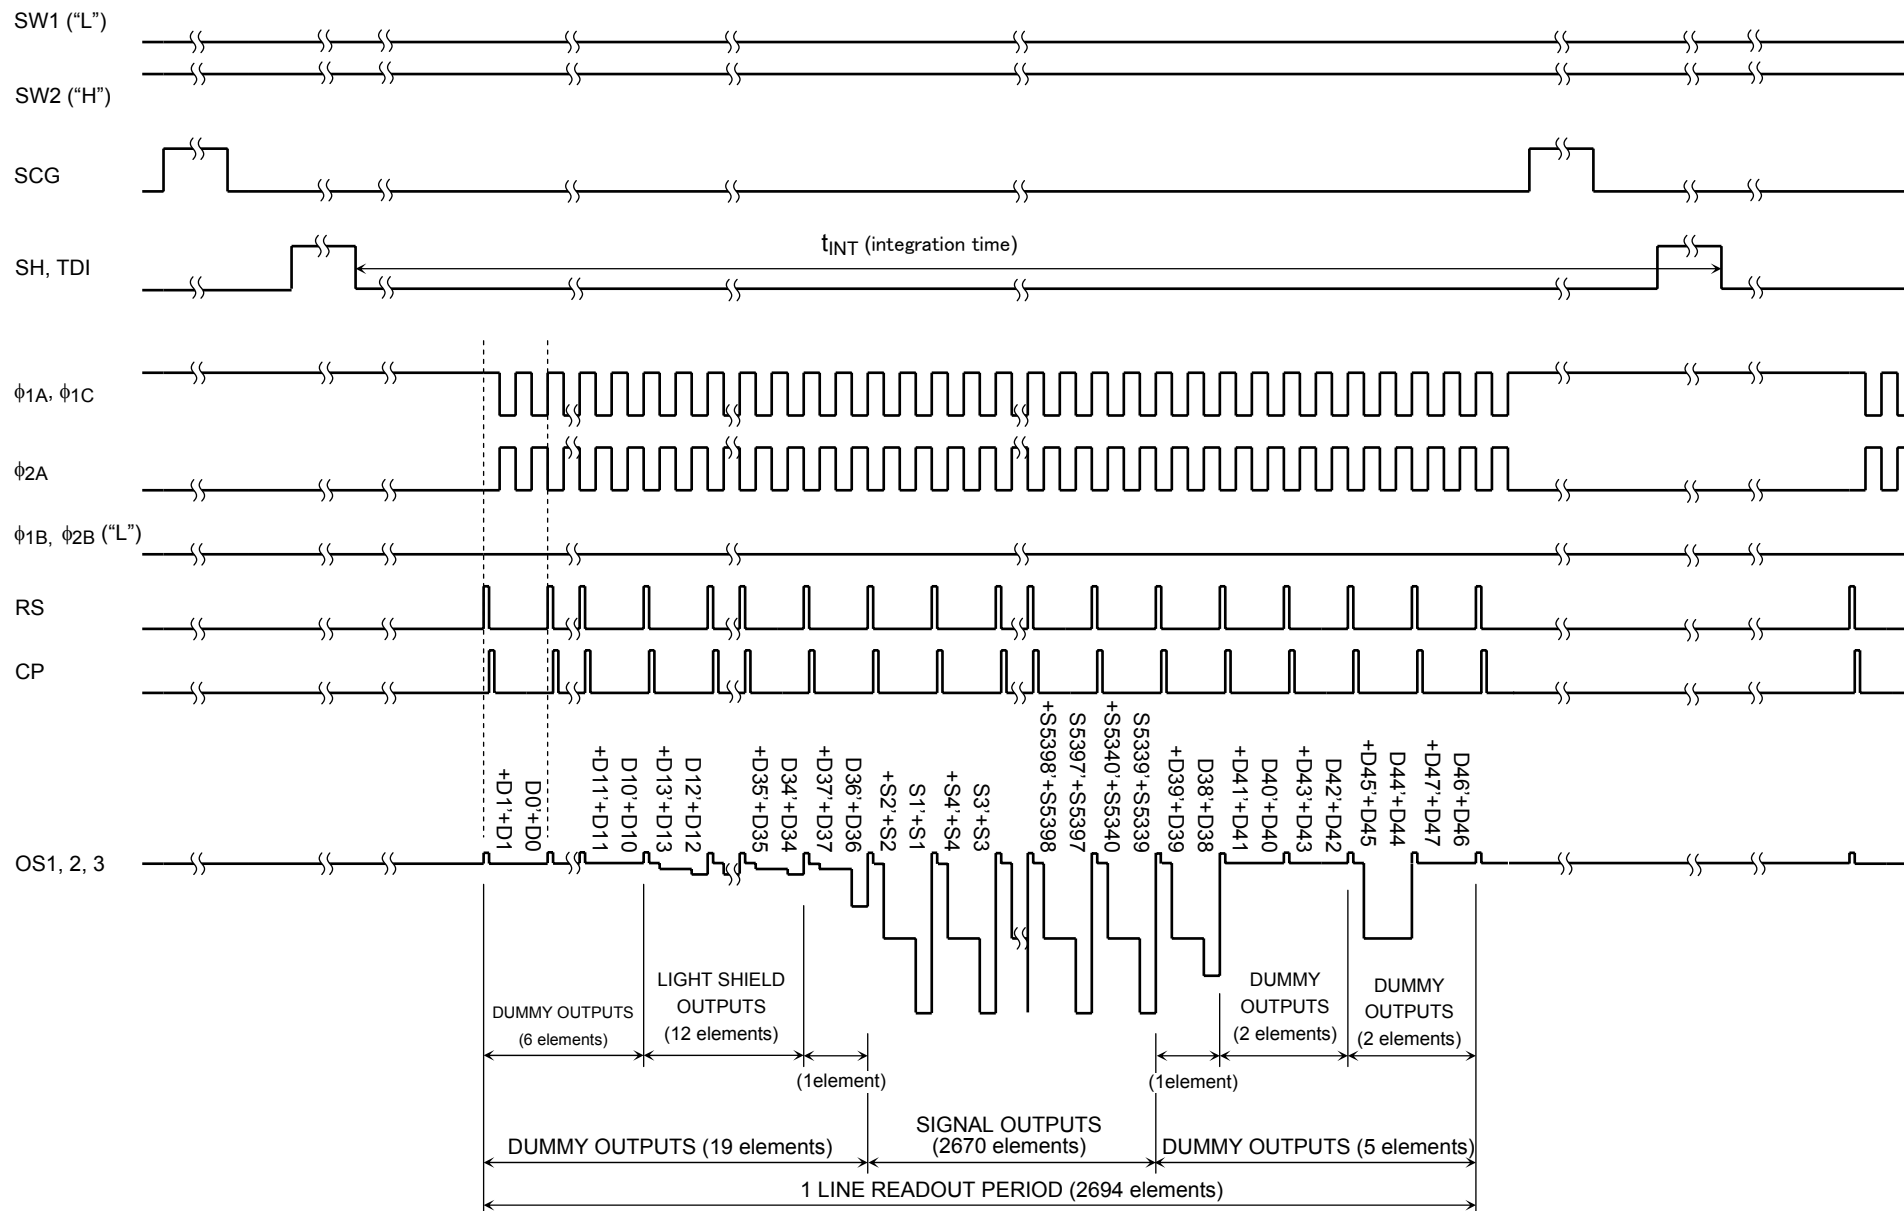 SW1 (“L”)
SW2 (“H”)
SCG
SH, TDI
tINT (integration time)
ϕ1A, ϕ1C
ϕ2A
ϕ1B, ϕ2B (“L”)
RS
CP
OS1, 2, 3
+D1’+D1
D0’+D0
+D11’+D11
D10’+D10
+D13’+D13
D12’+D12
+D35’+D35
D34’+D34
+D37’+D37
D36’+D36
+S2’+S2
S1’+S1
+S4’+S4
S3’+S3
+S5398’+S5398
S5397’+S5397
+S5340’+S5340
S5339’+S5339
+D39’+D39
D38’+D38
+D41’+D41
D40’+D40
+D43’+D43
D42’+D42
+D45’+D45
D44’+D44
+D47’+D47
D46’+D46
DUMMY OUTPUTS
(6 elements)
LIGHT SHIELD
OUTPUTS
(12 elements)
(1element)
(1element)
DUMMY
OUTPUTS
(2 elements)
DUMMY
OUTPUTS
(2 elements)
DUMMY OUTPUTS (19 elements)
SIGNAL OUTPUTS
(2670 elements)
DUMMY OUTPUTS (5 elements)
1 LINE READOUT PERIOD (2694 elements)